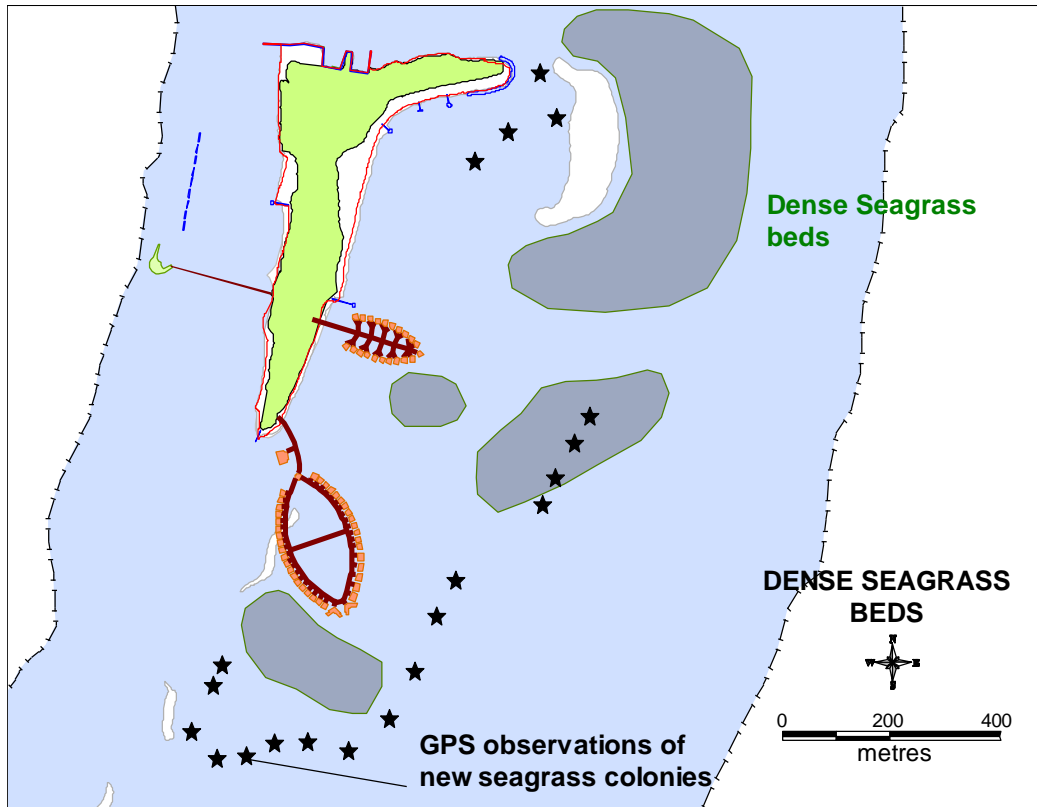 Dense Seagrass
beds
DENSE SEAGRASS
BEDS
N
W E
S
0 200 400
metres
GPS observations of
new seagrass colonies